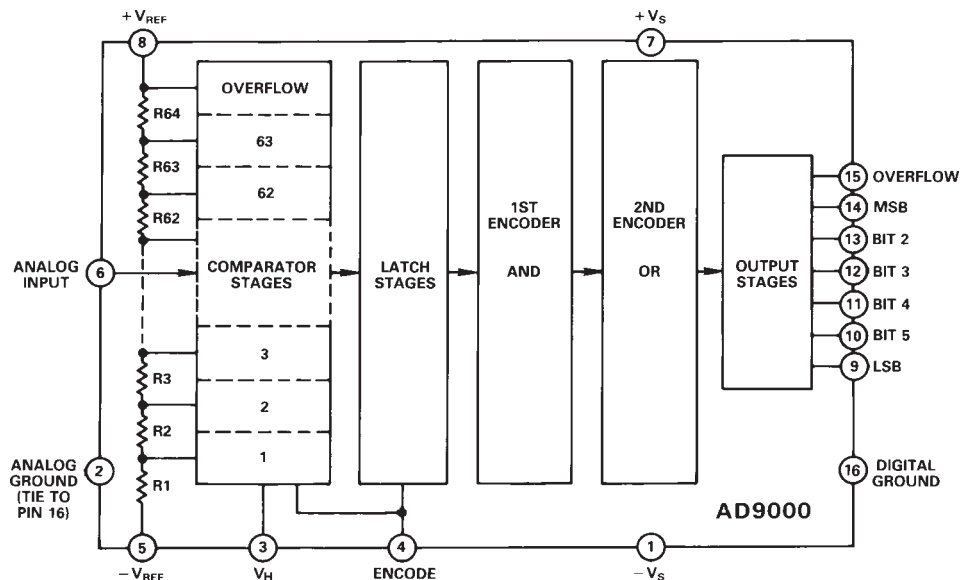 + VREF
+ VS
8
7
OVERFLOW
R64
63
R63
62
R62
15 OVERFLOW
14 MSB
13 BIT 2
12 BIT 3
11 BIT 4
10 BIT 5
9 LSB
1ST
ENCODER
AND
2ND
ENCODER
OR
OUTPUT
STAGES
ANALOG
INPUT
6
COMPARATOR
STAGES
LATCH
STAGES
3
R3
2
R2
1
R1
ANALOG
GROUND
(TIE TO
PIN 16)
2
16
DIGITAL
GROUND
AD9000
5
3
4
1
− VREF
VH
ENCODE
− VS